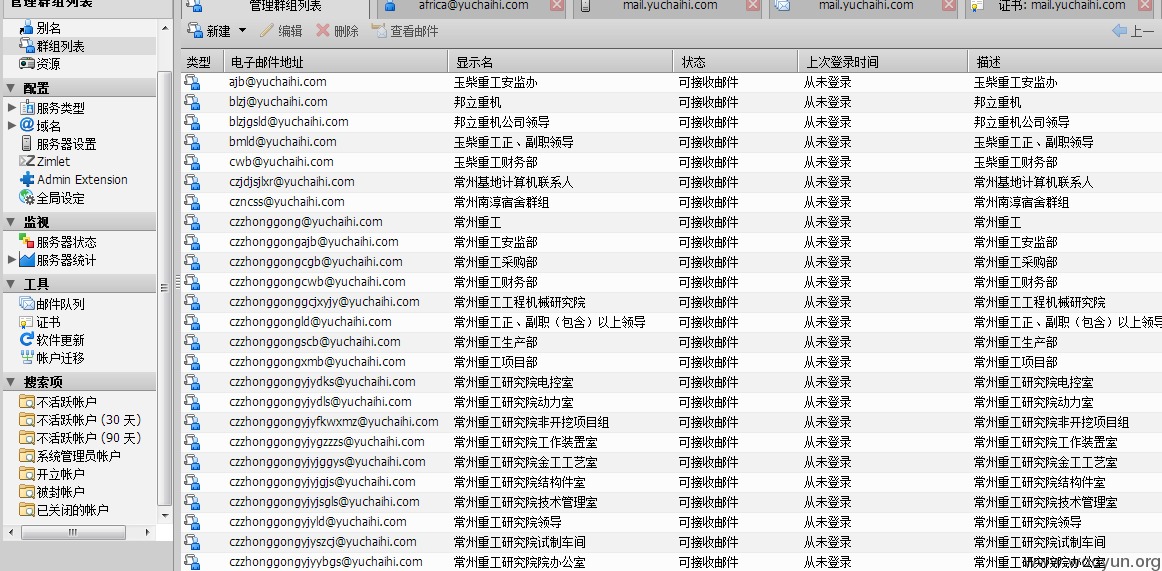 管理群组列表
别名
群组列表
资源
配置
服务类型
域名
服务器设置
Zimlet
Admin Extension
全局设定
监视
服务器状态
服务器统计
工具
邮件队列
证书
软件更新
帐户迁移
搜索项
不活跃帐户
不活跃帐户 (30 天)
不活跃帐户 (90 天)
系统管理员帐户
开立帐户
被封帐户
已关闭的帐户
管理群组列表 africa@yuchaihi.com mail.yuchaihi.com mail.yuchaihi.com 证书: mail.yuchaihi.com
新建 编辑 删除 查看邮件 上一
类型 电子邮件地址 显示名 状态 上次登录时间 描述
ajb@yuchaihi.com 玉柴重工安监办 可接收邮件 从未登录 玉柴重工安监办
blzj@yuchaihi.com 邦立重机 可接收邮件 从未登录 邦立重机
blzjgsld@yuchaihi.com 邦立重机公司领导 可接收邮件 从未登录 邦立重机公司领导
bmld@yuchaihi.com 玉柴重工正、副职领导 可接收邮件 从未登录 玉柴重工正、副职领导
cwb@yuchaihi.com 玉柴重工财务部 可接收邮件 从未登录 玉柴重工财务部
czjdjsjlxr@yuchaihi.com 常州基地计算机联系人 可接收邮件 从未登录 常州基地计算机联系人
czncss@yuchaihi.com 常州南淳宿舍群组 可接收邮件 从未登录 常州南淳宿舍群组
czzhonggong@yuchaihi.com 常州重工 可接收邮件 从未登录 常州重工
czzhonggongajb@yuchaihi.com 常州重工安监部 可接收邮件 从未登录 常州重工安监部
czzhonggongcgb@yuchaihi.com 常州重工采购部 可接收邮件 从未登录 常州重工采购部
czzhonggongcwb@yuchaihi.com 常州重工财务部 可接收邮件 从未登录 常州重工财务部
czzhonggonggcjxyjy@yuchaihi.com 常州重工工程机械研究院 可接收邮件 从未登录 常州重工工程机械研究院
czzhonggongld@yuchaihi.com 常州重工正、副职（包含）以上领导 可接收邮件 从未登录 常州重工正、副职（包含）以上领导
czzhonggongscb@yuchaihi.com 常州重工生产部 可接收邮件 从未登录 常州重工生产部
czzhonggongxmb@yuchaihi.com 常州重工项目部 可接收邮件 从未登录 常州重工项目部
czzhonggongyjydks@yuchaihi.com 常州重工研究院电控室 可接收邮件 从未登录 常州重工研究院电控室
czzhonggongyjydls@yuchaihi.com 常州重工研究院动力室 可接收邮件 从未登录 常州重工研究院动力室
czzhonggongyjyfkwxmz@yuchaihi.com 常州重工研究院非开挖项目组 可接收邮件 从未登录 常州重工研究院非开挖项目组
czzhonggongyjygzzzs@yuchaihi.com 常州重工研究院工作装置室 可接收邮件 从未登录 常州重工研究院工作装置室
czzhonggongyjyjggys@yuchaihi.com 常州重工研究院金工工艺室 可接收邮件 从未登录 常州重工研究院金工工艺室
czzhonggongyjyjgjs@yuchaihi.com 常州重工研究院结构件室 可接收邮件 从未登录 常州重工研究院结构件室
czzhonggongyjyjsgls@yuchaihi.com 常州重工研究院技术管理室 可接收邮件 从未登录 常州重工研究院技术管理室
czzhonggongyjyld@yuchaihi.com 常州重工研究院领导 可接收邮件 从未登录 常州重工研究院领导
czzhonggongyjyszcj@yuchaihi.com 常州重工研究院试制车间 可接收邮件 从未登录 常州重工研究院试制车间
czzhonggongyjyybgs@yuchaihi.com 常州重工研究院院办公室 可接收邮件 从未登录 常州重工研究院院办公室
www.wooyun.org